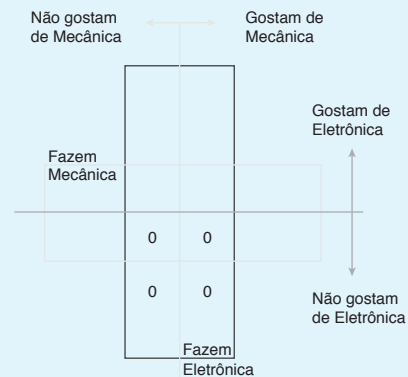 Não gostam
de Mecânica
Gostam de
Mecânica
Gostam de
Eletrônica
Fazem
Mecânica
0 0
0 0
Não gostam
de Eletrônica
Fazem
Eletrônica